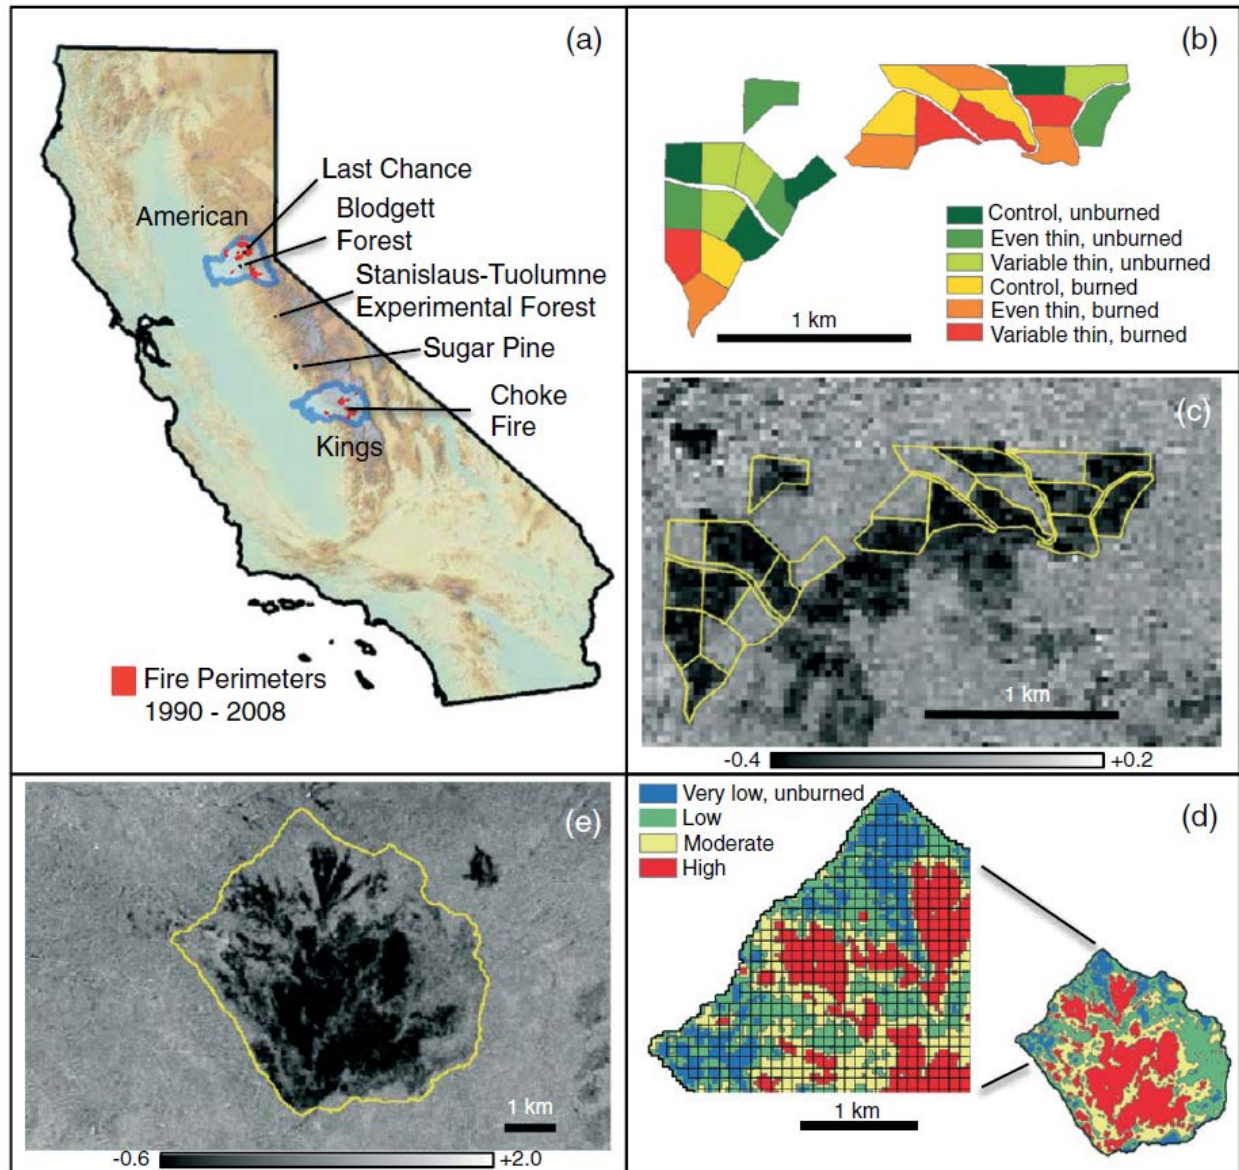 (a)
Last Chance
American
Blodgett
Forest
Stanislaus-Tuolumne
Experimental Forest
Sugar Pine
Choke
Fire
Kings
Fire Perimeters
1990 - 2008
(b)
Control, unburned
Even thin, unburned
Variable thin, unburned
Control, burned
Even thin, burned
Variable thin, burned
1 km
(c)
1 km
-0.4
+0.2
(e)
1 km
-0.6
+2.0
(d)
Very low, unburned
Low
Moderate
High
1 km